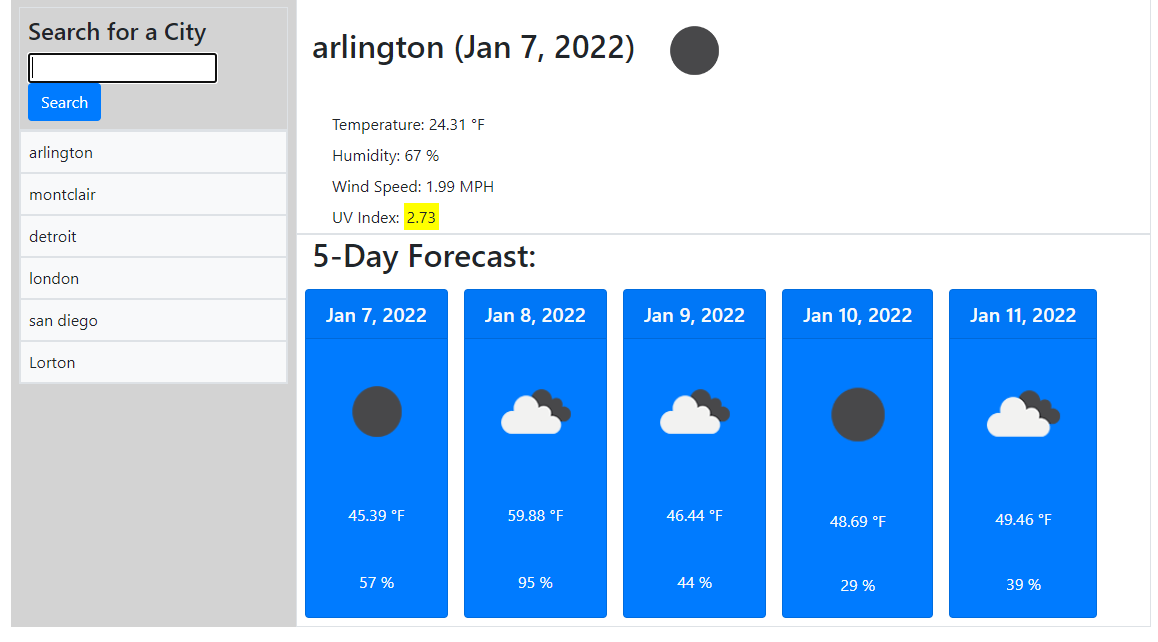 Search for a City
Search
arlington
montclair
detroit
london
san diego
Lorton
arlington (Jan 7, 2022)
Temperature: 24.31 °F
Humidity: 67 %
Wind Speed: 1.99 MPH
UV Index: 2.73
5-Day Forecast:
Jan 7, 2022
45.39 °F
57 %
Jan 8, 2022
59.88 °F
95 %
Jan 9, 2022
46.44 °F
44 %
Jan 10, 2022
48.69 °F
29 %
Jan 11, 2022
49.46 °F
39 %